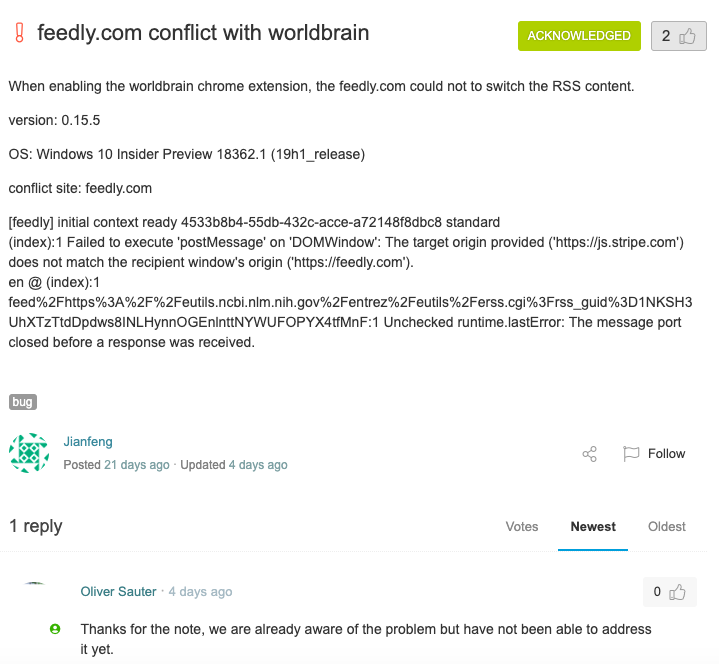 feedly.com conflict with worldbrain
ACKNOWLEDGED
2
When enabling the worldbrain chrome extension, the feedly.com could not to switch the RSS content.
version: 0.15.5
OS: Windows 10 Insider Preview 18362.1 (19h1_release)
conflict site: feedly.com
[feedly] initial context ready 4533b8b4-55db-432c-acce-a72148f8dbc8 standard
(index):1 Failed to execute 'postMessage' on 'DOMWindow': The target origin provided ('https://js.stripe.com')
does not match the recipient window's origin ('https://feedly.com').
en @ (index):1
feed%2Fhttps%3A%2F%2Feutils.ncbi.nlm.nih.gov%2Fentrez%2Feutils%2Ferss.cgi%3Frss_guid%3D1NKSH3
UhXTzTtdDpdws8INLHynnOGEnlnttNYWUFOPYX4tfMnF:1 Unchecked runtime.lastError: The message port
closed before a response was received.
bug
Jianfeng
Posted 21 days ago · Updated 4 days ago
Follow
1 reply
Votes
Newest
Oldest
Oliver Sauter · 4 days ago
0
Thanks for the note, we are already aware of the problem but have not been able to address
it yet.